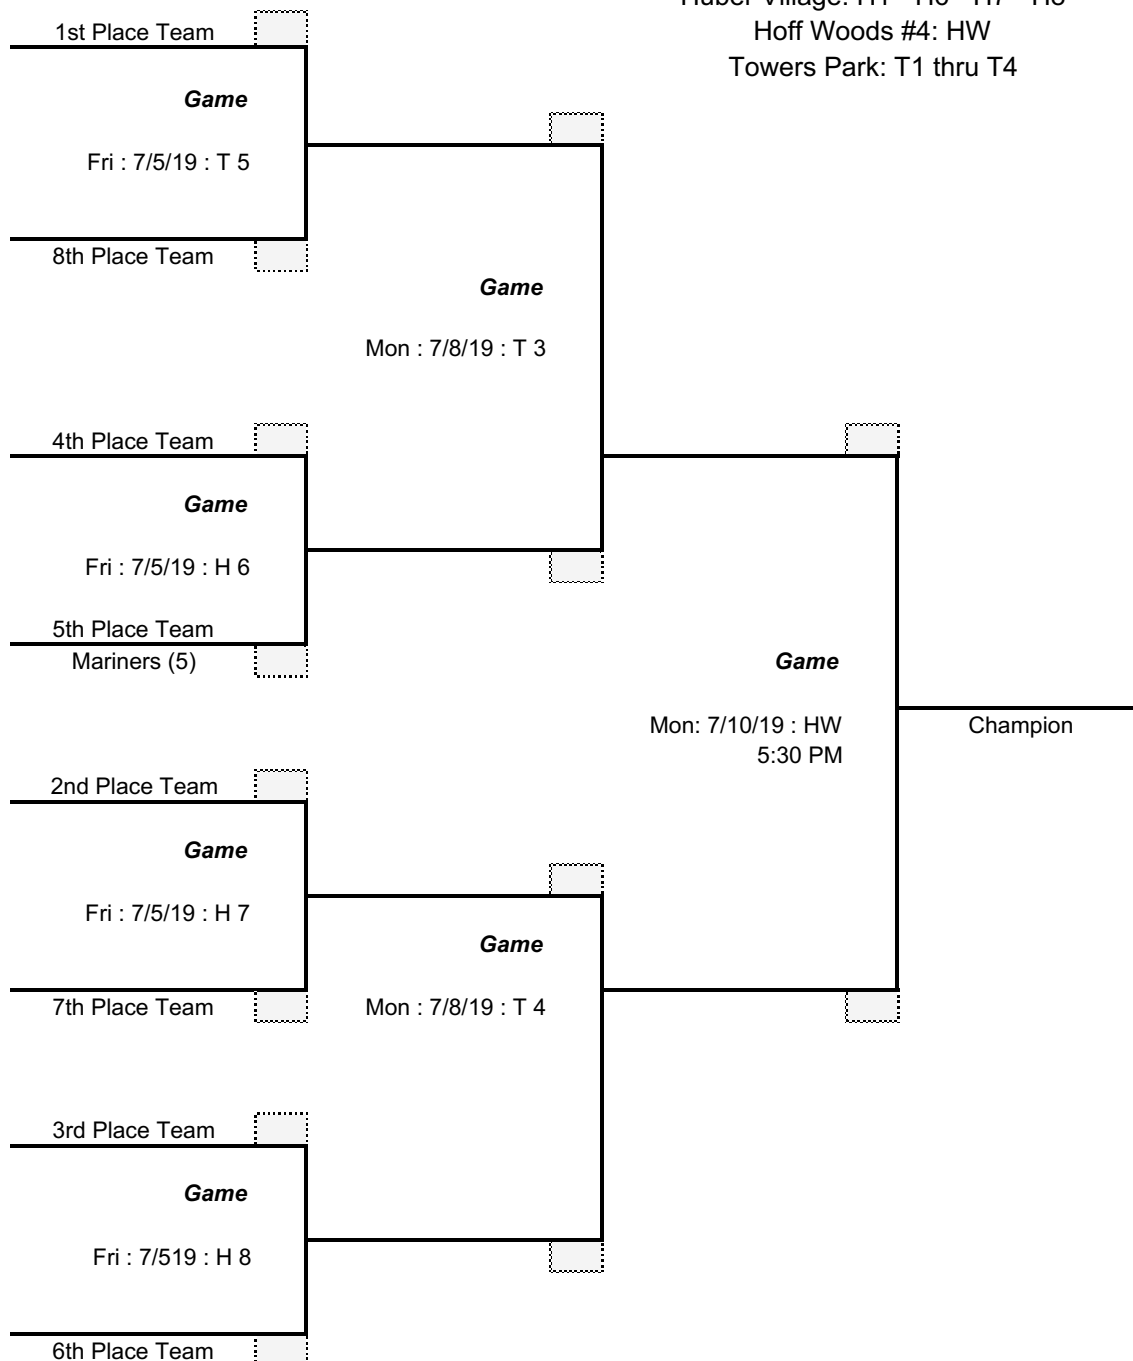 Hoff Woods #4: HW
Towers Park: T1 thru T4
1st Place Team
Game
Fri : 7/5/19 : T 5
8th Place Team
Game
Mon : 7/8/19 : T 3
4th Place Team
Game
Fri : 7/5/19 : H 6
5th Place Team
Mariners (5)
Game
Mon: 7/10/19 : HW
5:30 PM
Champion
2nd Place Team
Game
Fri : 7/5/19 : H 7
7th Place Team
Game
Mon : 7/8/19 : T 4
3rd Place Team
Game
Fri : 7/519 : H 8
6th Place Team